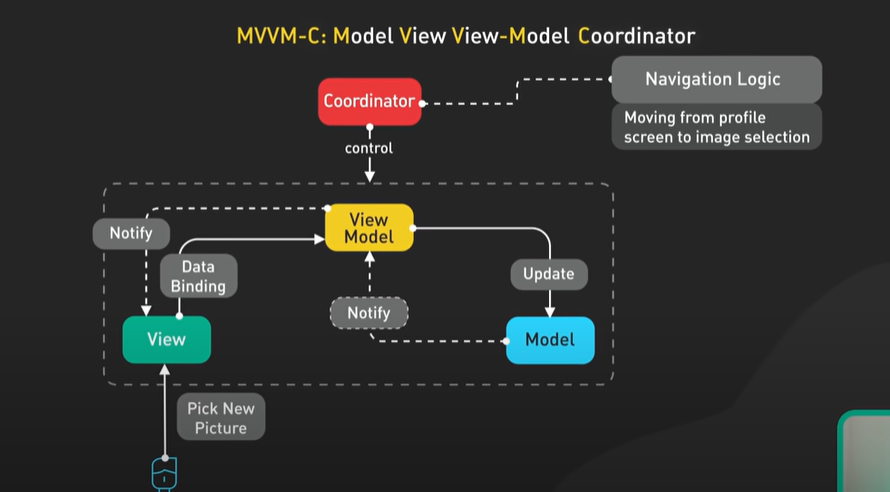 MVVM-C: Model View View-Model Coordinator
Coordinator
Navigation Logic
Moving from profile
screen to image selection
control
Notify
View
Model
Data
Binding
Update
Notify
View
Model
Pick New
Picture